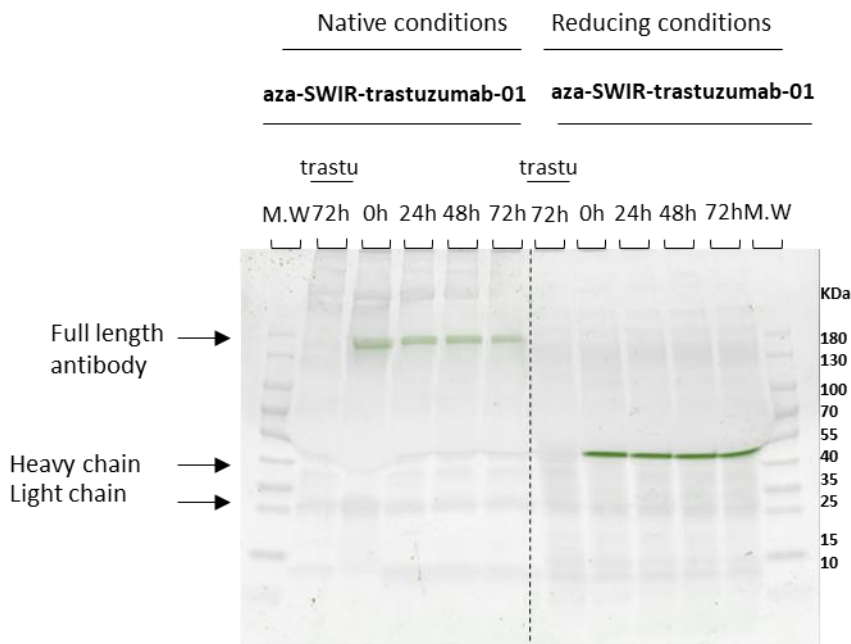 Native conditions Reducing conditions
aza-SWIR-trastuzumab-01 aza-SWIR-trastuzumab-01
trastu trastu
M.W 72h 0h 24h 48h 72h 72h 0h 24h 48h 72h M.W
KDa
Full length
antibody
Heavy chain
Light chain
180
130
100
70
55
40
35
25
15
10